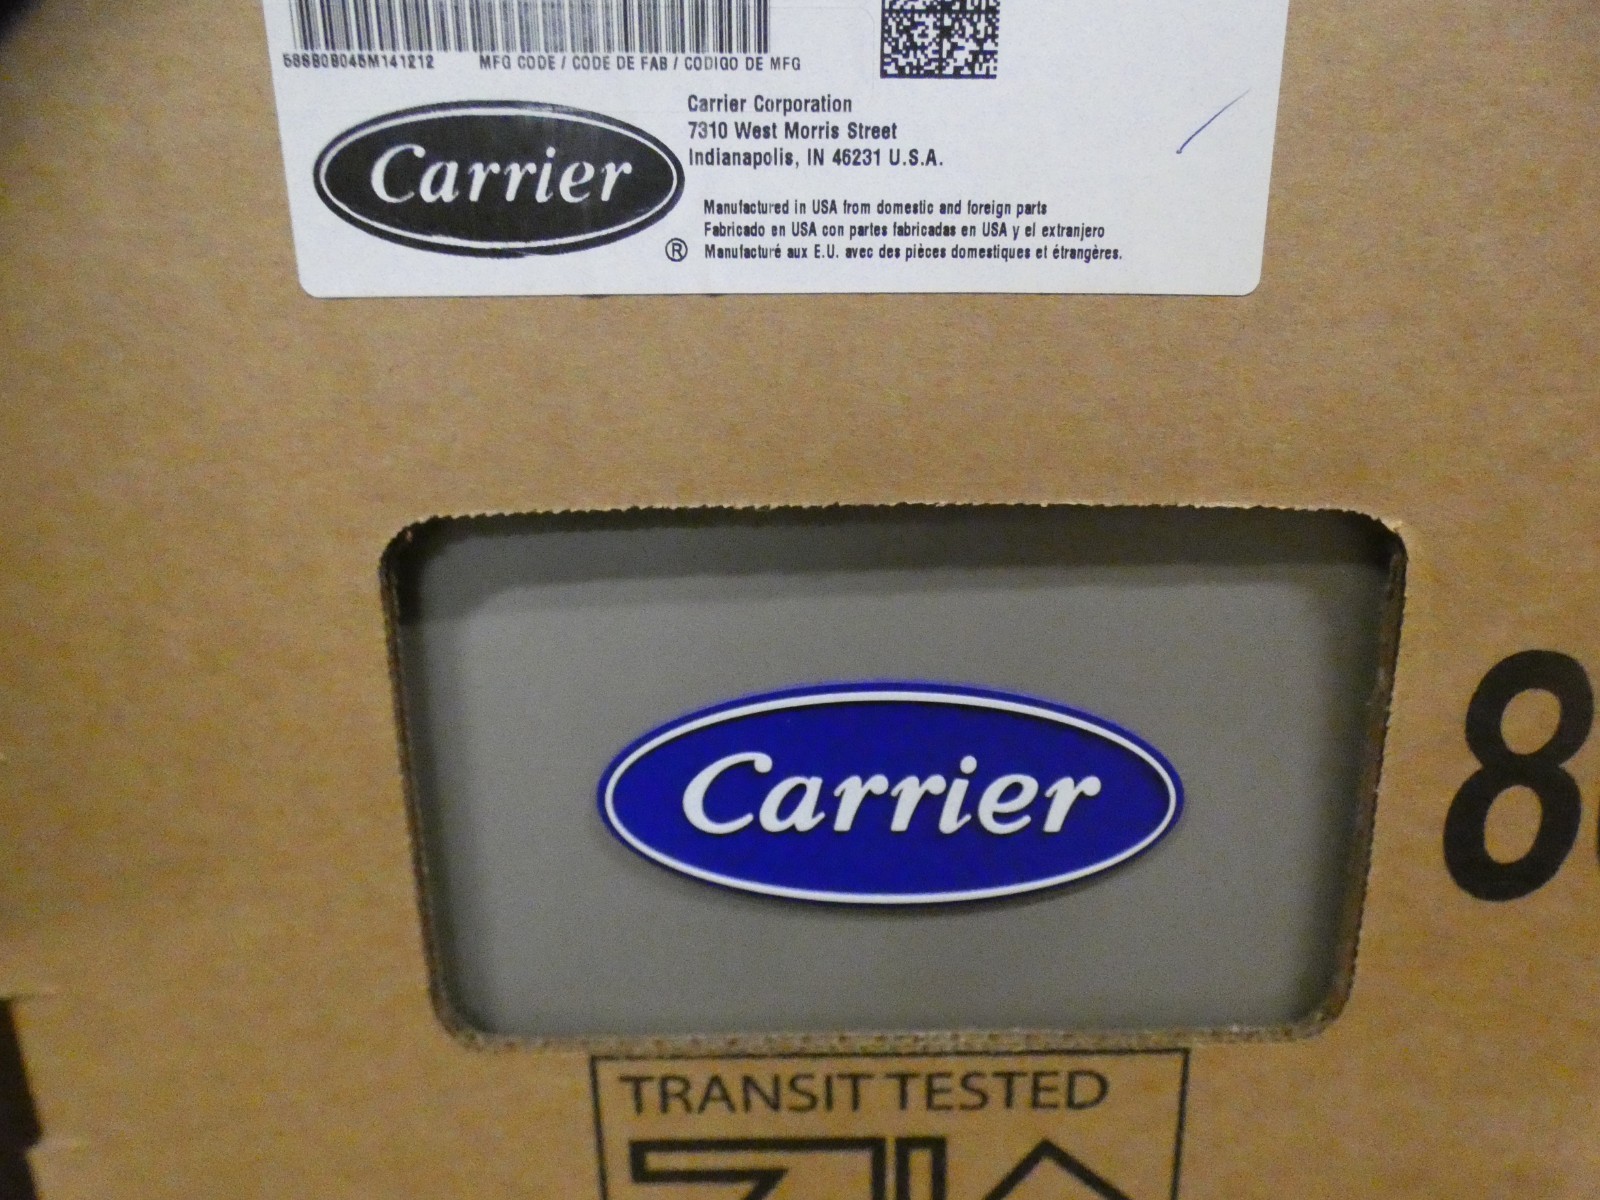 58SB0B045M141212 MFG CODE / CODE DE FAB / CODIGO DE MFG
Carrier Corporation
7310 West Morris Street
Indianapolis, IN 46231 U.S.A.
Carrier
®
Manufactured in USA from domestic and foreign parts
Fabricado en USA con partes fabricadas en USA y el extranjero
Manufacturé aux E.U. avec des pièces domestiques et étrangères.
Carrier
8
TRANSIT TESTED